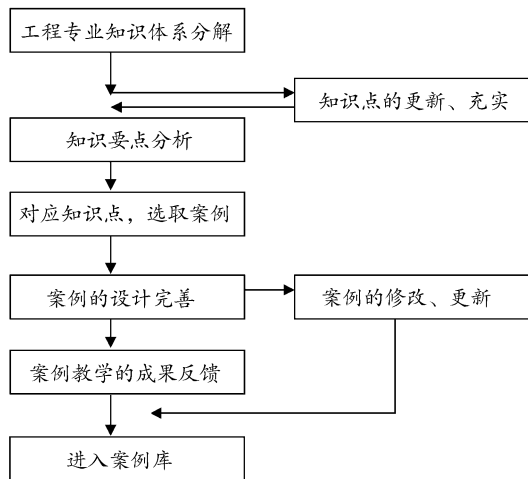 工程专业知识体系分解
知识点的更新、充实
知识要点分析
对应知识点，选取案例
案例的设计完善
案例的修改、更新
案例教学的成果反馈
进入案例库